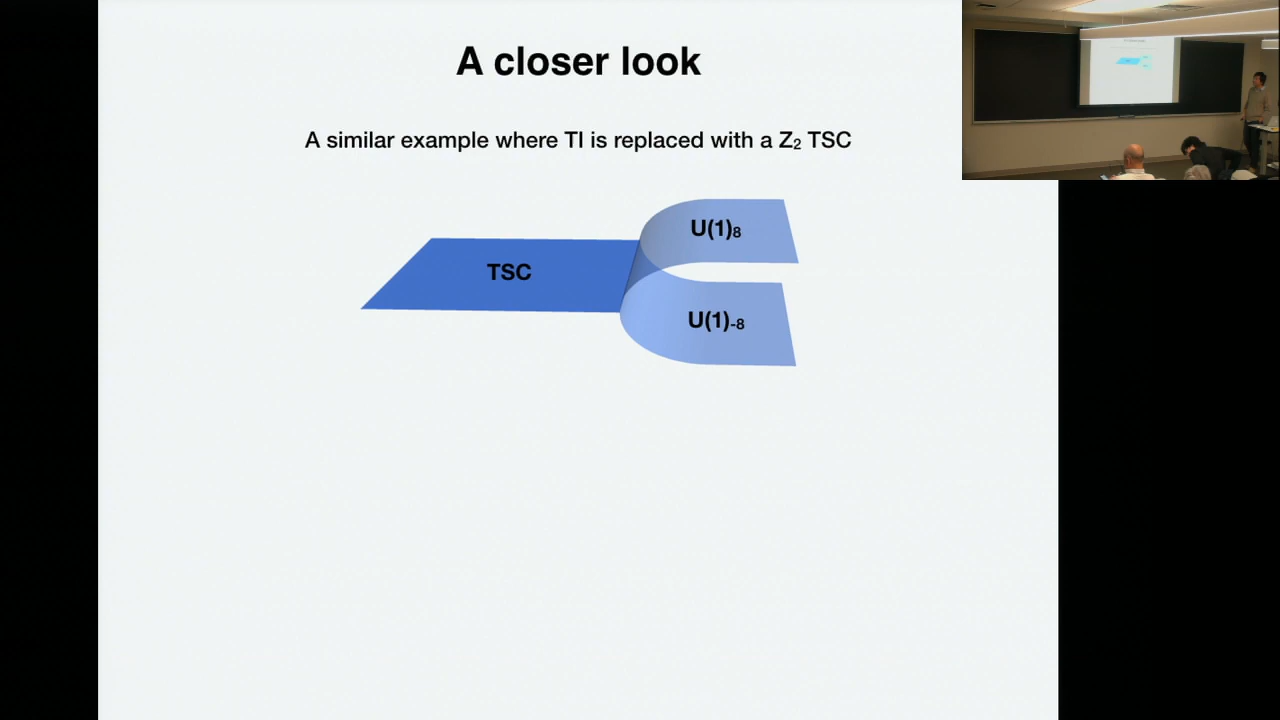 A closer look
A similar example where TI is replaced with a Z₂ TSC
U(1)₈
TSC
U(1)₋₈